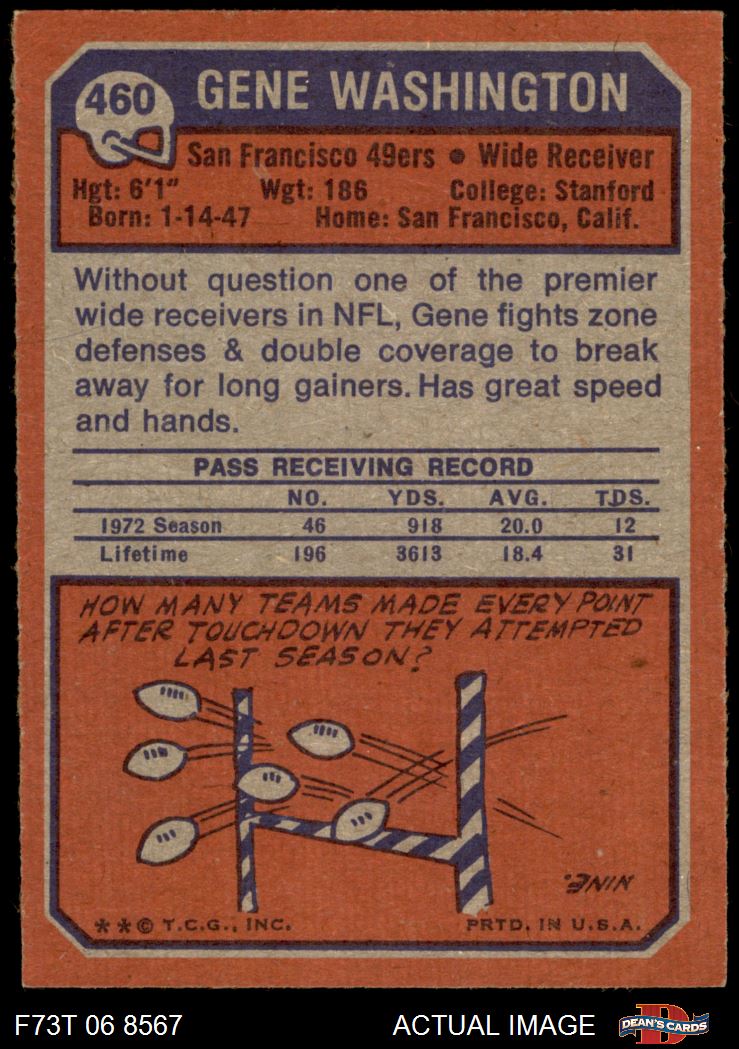 460 GENE WASHINGTON
San Francisco 49ers • Wide Receiver
Hgt: 6'1" Wgt: 186 College: Stanford
Born: 1-14-47 Home: San Francisco, Calif.
Without question one of the premier
wide receivers in NFL, Gene fights zone
defenses & double coverage to break
away for long gainers. Has great speed
and hands.
PASS RECEIVING RECORD
NO. YDS. AVG. TDS.
1972 Season 46 918 20.0 12
Lifetime 196 3613 18.4 31
HOW MANY TEAMS MADE EVERY POINT
AFTER TOUCHDOWN THEY ATTEMPTED
LAST SEASON?
NINE.
**© T.C.G., INC. PRTD. IN U.S.A.
F73T 06 8567 ACTUAL IMAGE D DEAN'S CARDS